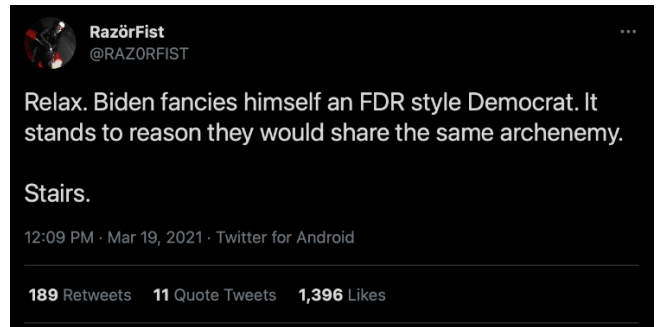 RazörFist
@RAZ0RFIST
Relax. Biden fancies himself an FDR style Democrat. It
stands to reason they would share the same archenemy.
Stairs.
12:09 PM · Mar 19, 2021 · Twitter for Android
189 Retweets 11 Quote Tweets 1,396 Likes